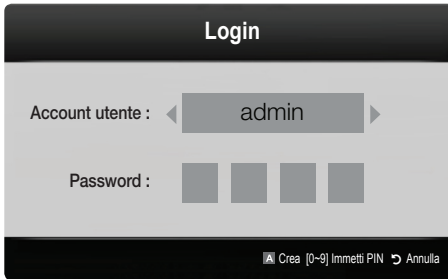 Login
Account utente : admin
Password :
A Crea [0~9] Immetti PIN Annulla